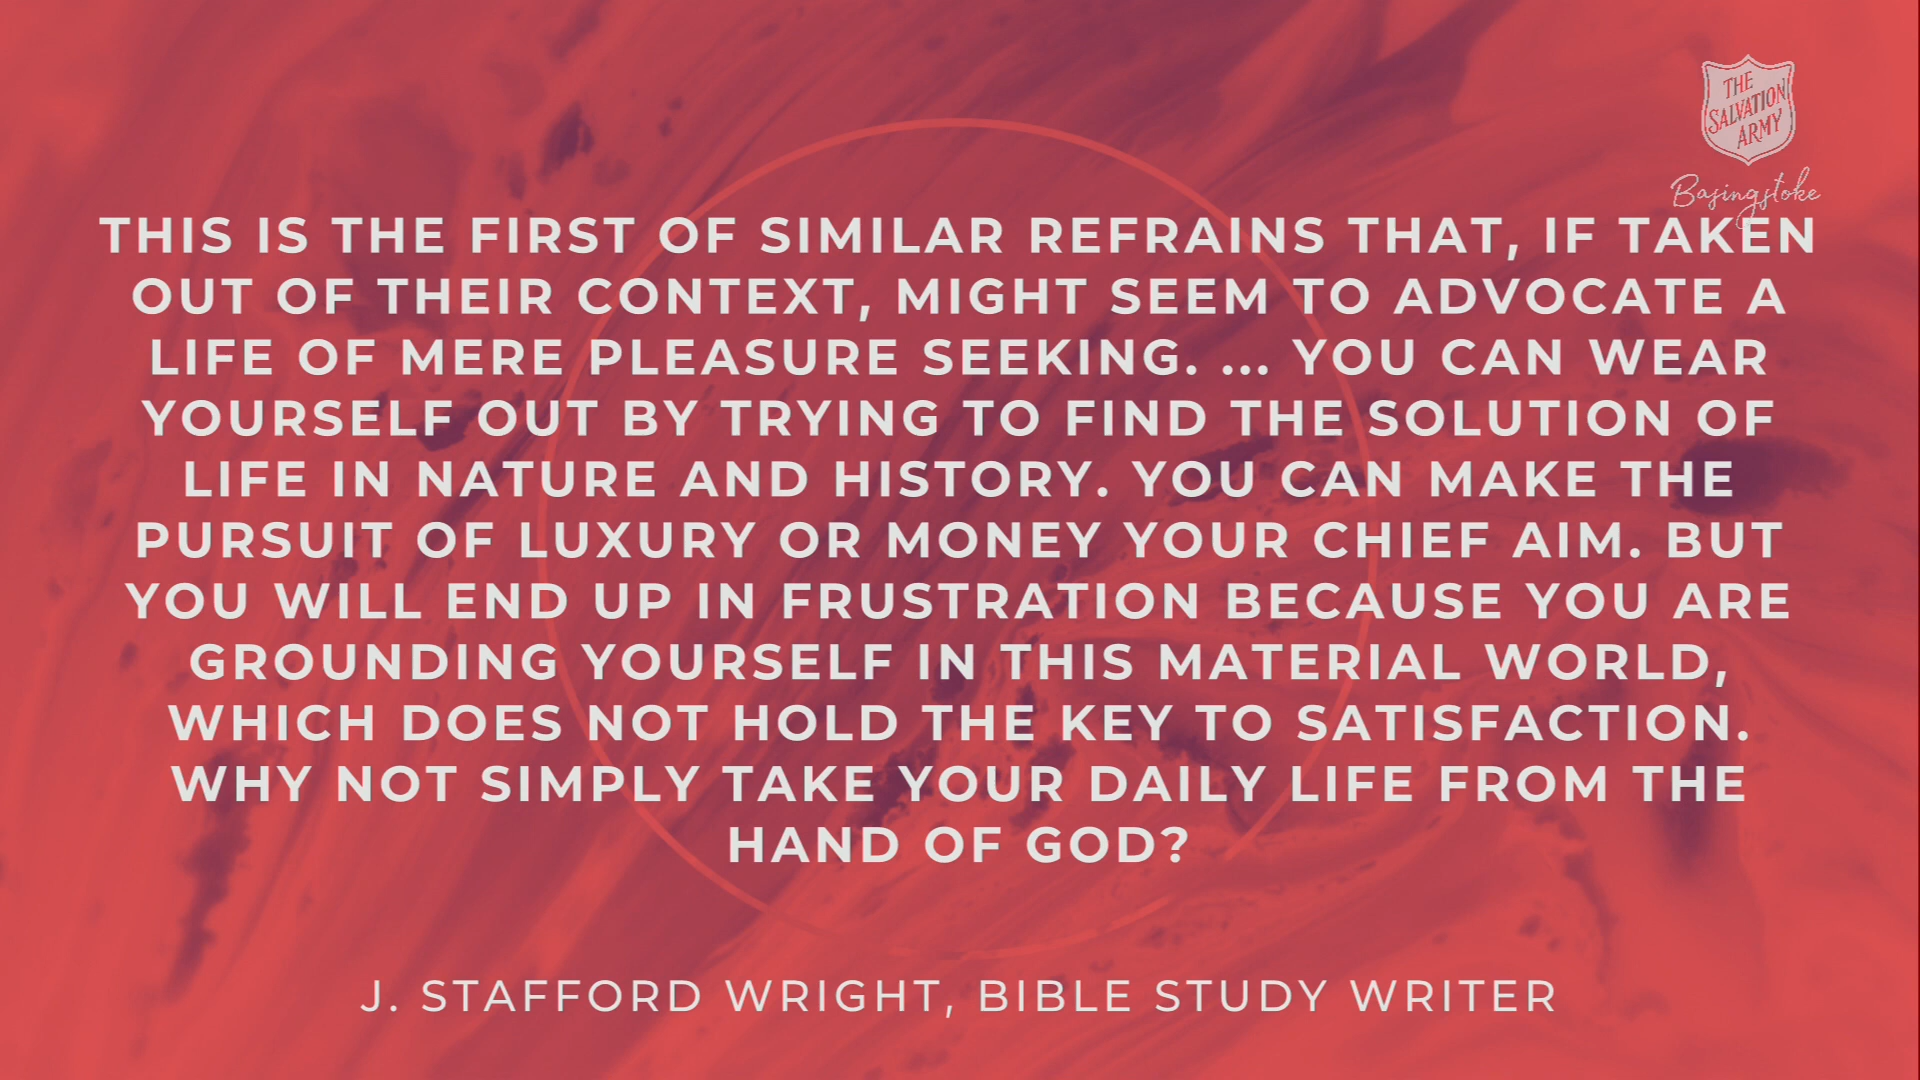 THE
SALVATION
ARMY
Basingstoke
THIS IS THE FIRST OF SIMILAR REFRAINS THAT, IF TAKEN
OUT OF THEIR CONTEXT, MIGHT SEEM TO ADVOCATE A
LIFE OF MERE PLEASURE SEEKING. ... YOU CAN WEAR
YOURSELF OUT BY TRYING TO FIND THE SOLUTION OF
LIFE IN NATURE AND HISTORY. YOU CAN MAKE THE
PURSUIT OF LUXURY OR MONEY YOUR CHIEF AIM. BUT
YOU WILL END UP IN FRUSTRATION BECAUSE YOU ARE
GROUNDING YOURSELF IN THIS MATERIAL WORLD,
WHICH DOES NOT HOLD THE KEY TO SATISFACTION.
WHY NOT SIMPLY TAKE YOUR DAILY LIFE FROM THE
HAND OF GOD?
J. STAFFORD WRIGHT, BIBLE STUDY WRITER